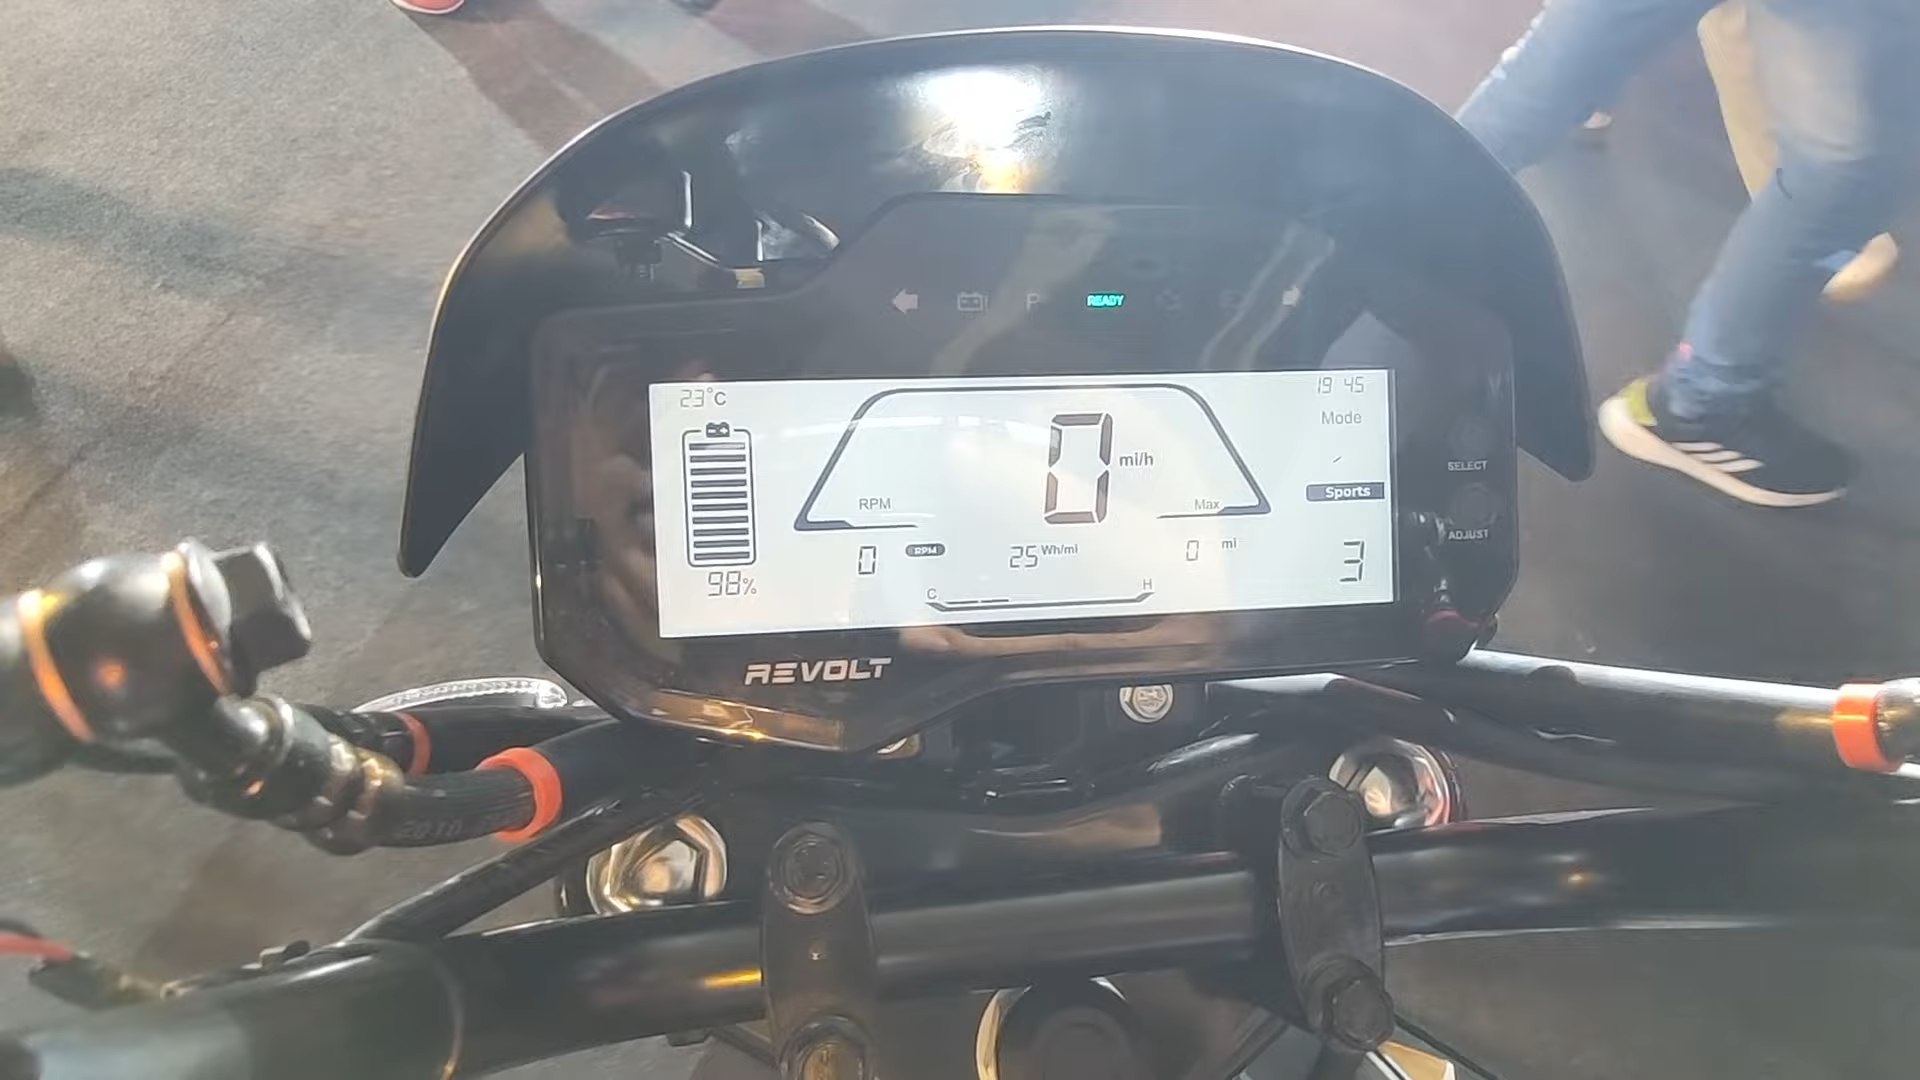 P READY
23°C
19 45
Mode
0 mi/h
SELECT
Sports
RPM
Max
ADJUST
0 RPM
25 Wh/mi
0 mi
3
98%
C H
REVOLT